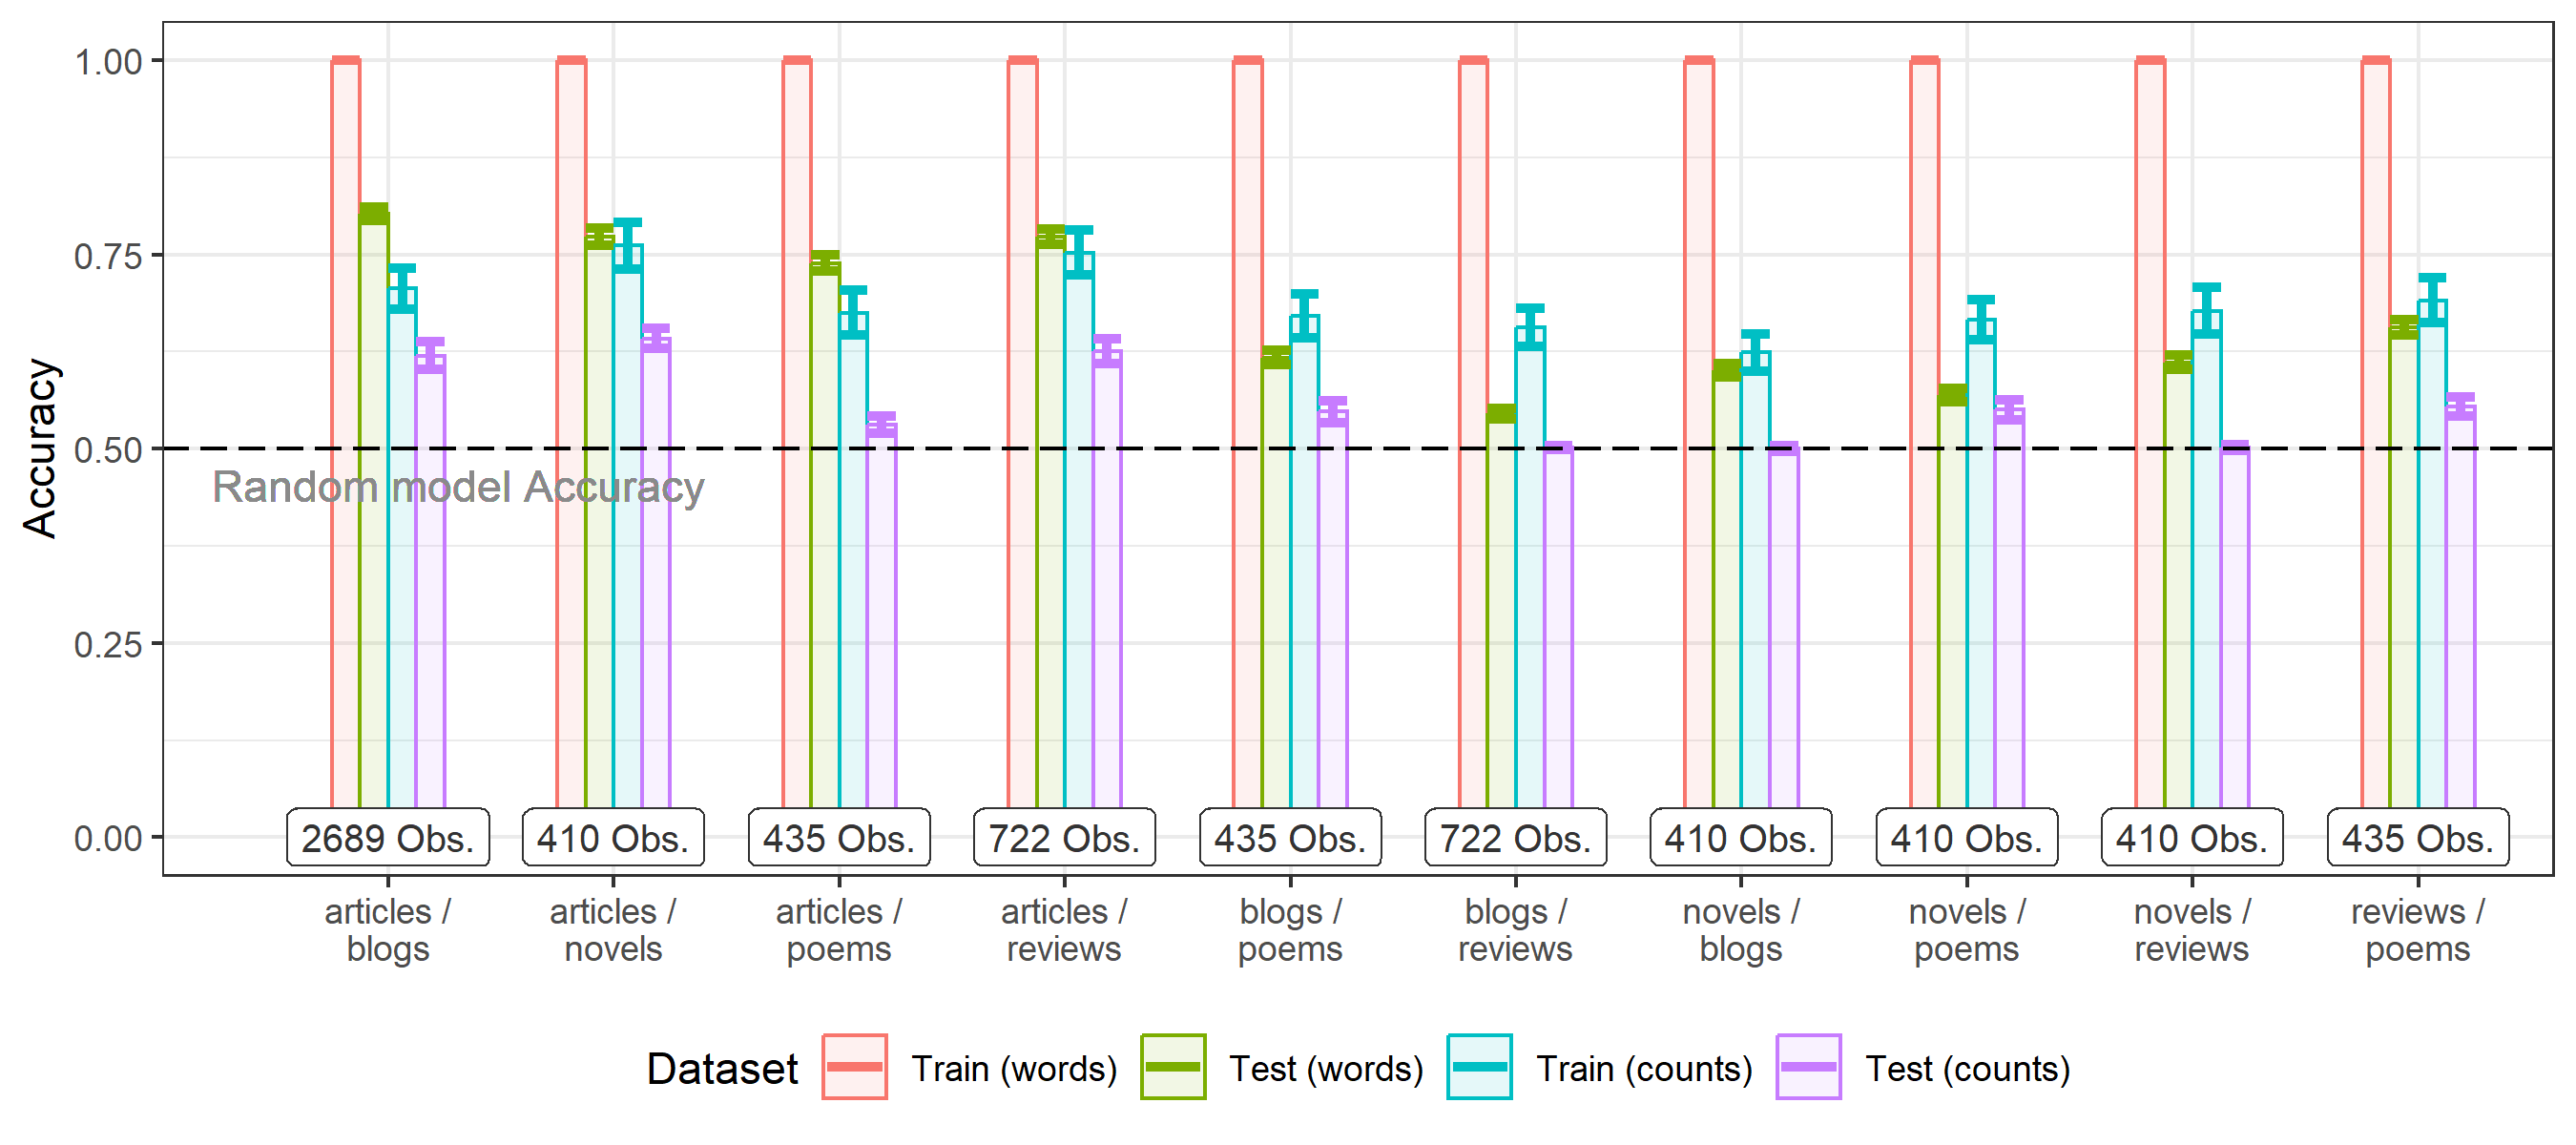 1.00
0.75
0.50
0.25
0.00
Accuracy
Random model Accuracy
2689 Obs.
410 Obs.
435 Obs.
722 Obs.
435 Obs.
722 Obs.
410 Obs.
410 Obs.
410 Obs.
435 Obs.
articles /
blogs
articles /
novels
articles /
poems
articles /
reviews
blogs /
poems
blogs /
reviews
novels /
blogs
novels /
poems
novels /
reviews
reviews /
poems
Dataset
Train (words)
Test (words)
Train (counts)
Test (counts)